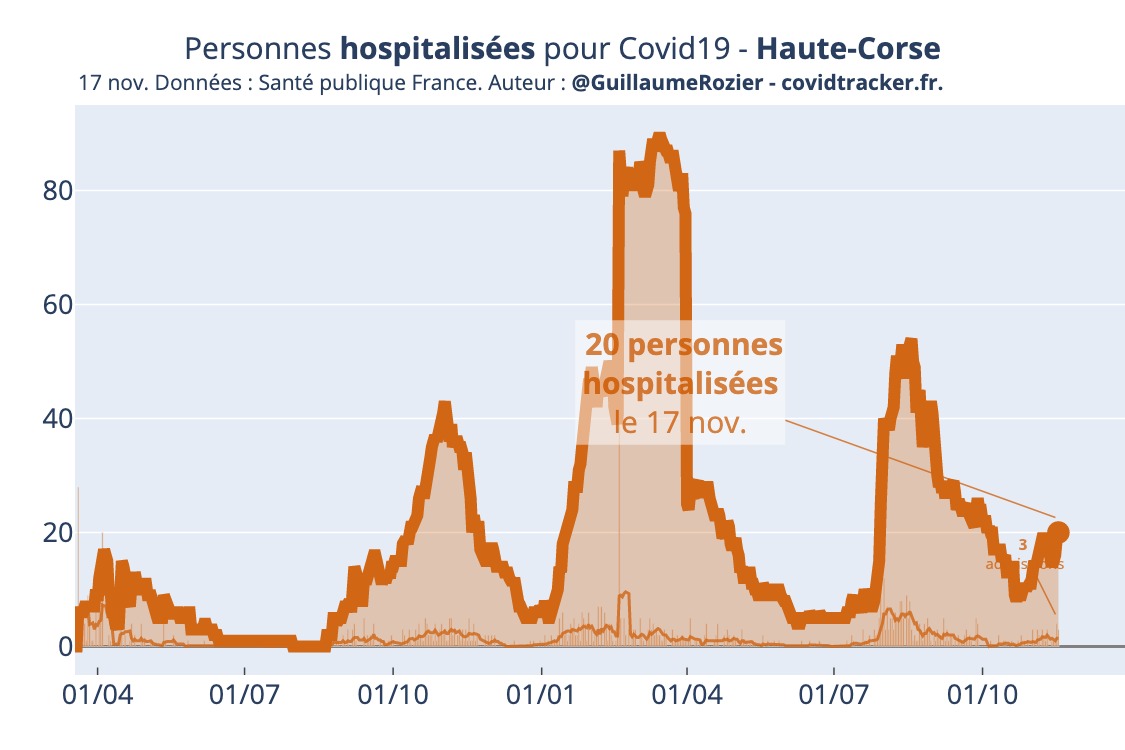 Personnes hospitalisées pour Covid19 - Haute-Corse
17 nov. Données : Santé publique France. Auteur : @GuillaumeRozier - covidtracker.fr.
80
60
40
20
0
20 personnes
hospitalisées
le 17 nov.
3
admissions
01/04
01/07
01/10
01/01
01/04
01/07
01/10